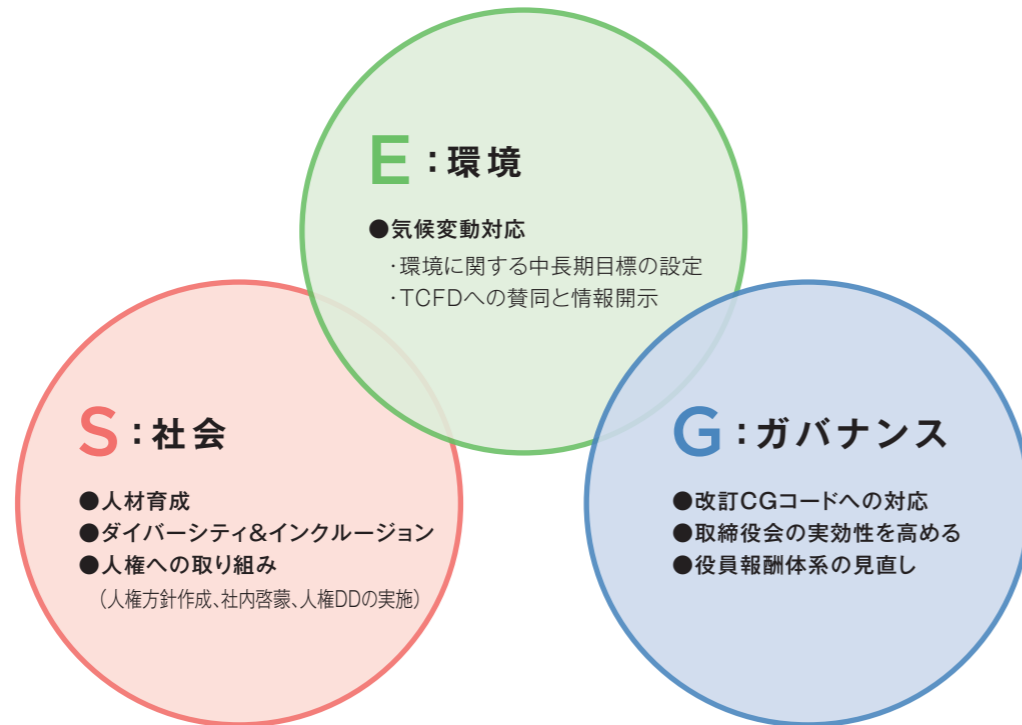 E：環境
●気候変動対応
・環境に関する中長期目標の設定
・TCFDへの賛同と情報開示
S：社会
●人材育成
●ダイバーシティ&インクルージョン
●人権への取り組み
（人権方針作成、社内啓蒙、人権DDの実施）
G：ガバナンス
●改訂CGコードへの対応
●取締役会の実効性を高める
●役員報酬体系の見直し